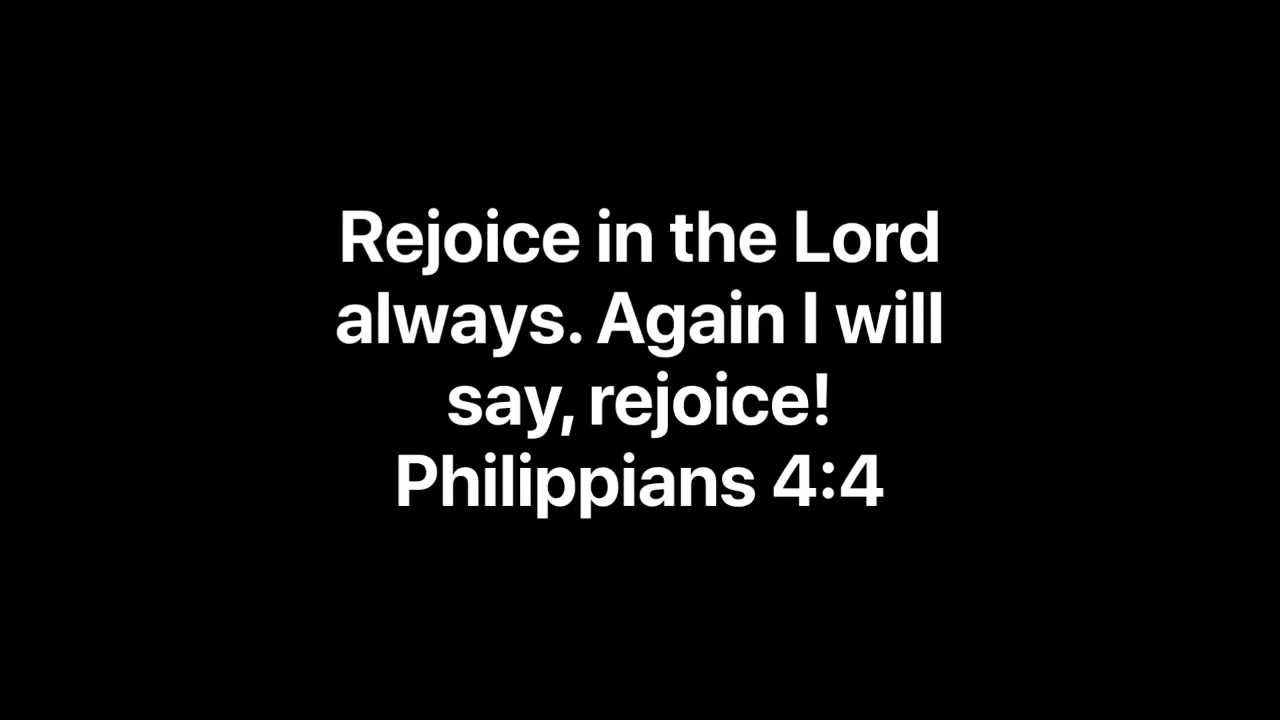 Rejoice in the Lord
always. Again I will
say, rejoice!
Philippians 4:4